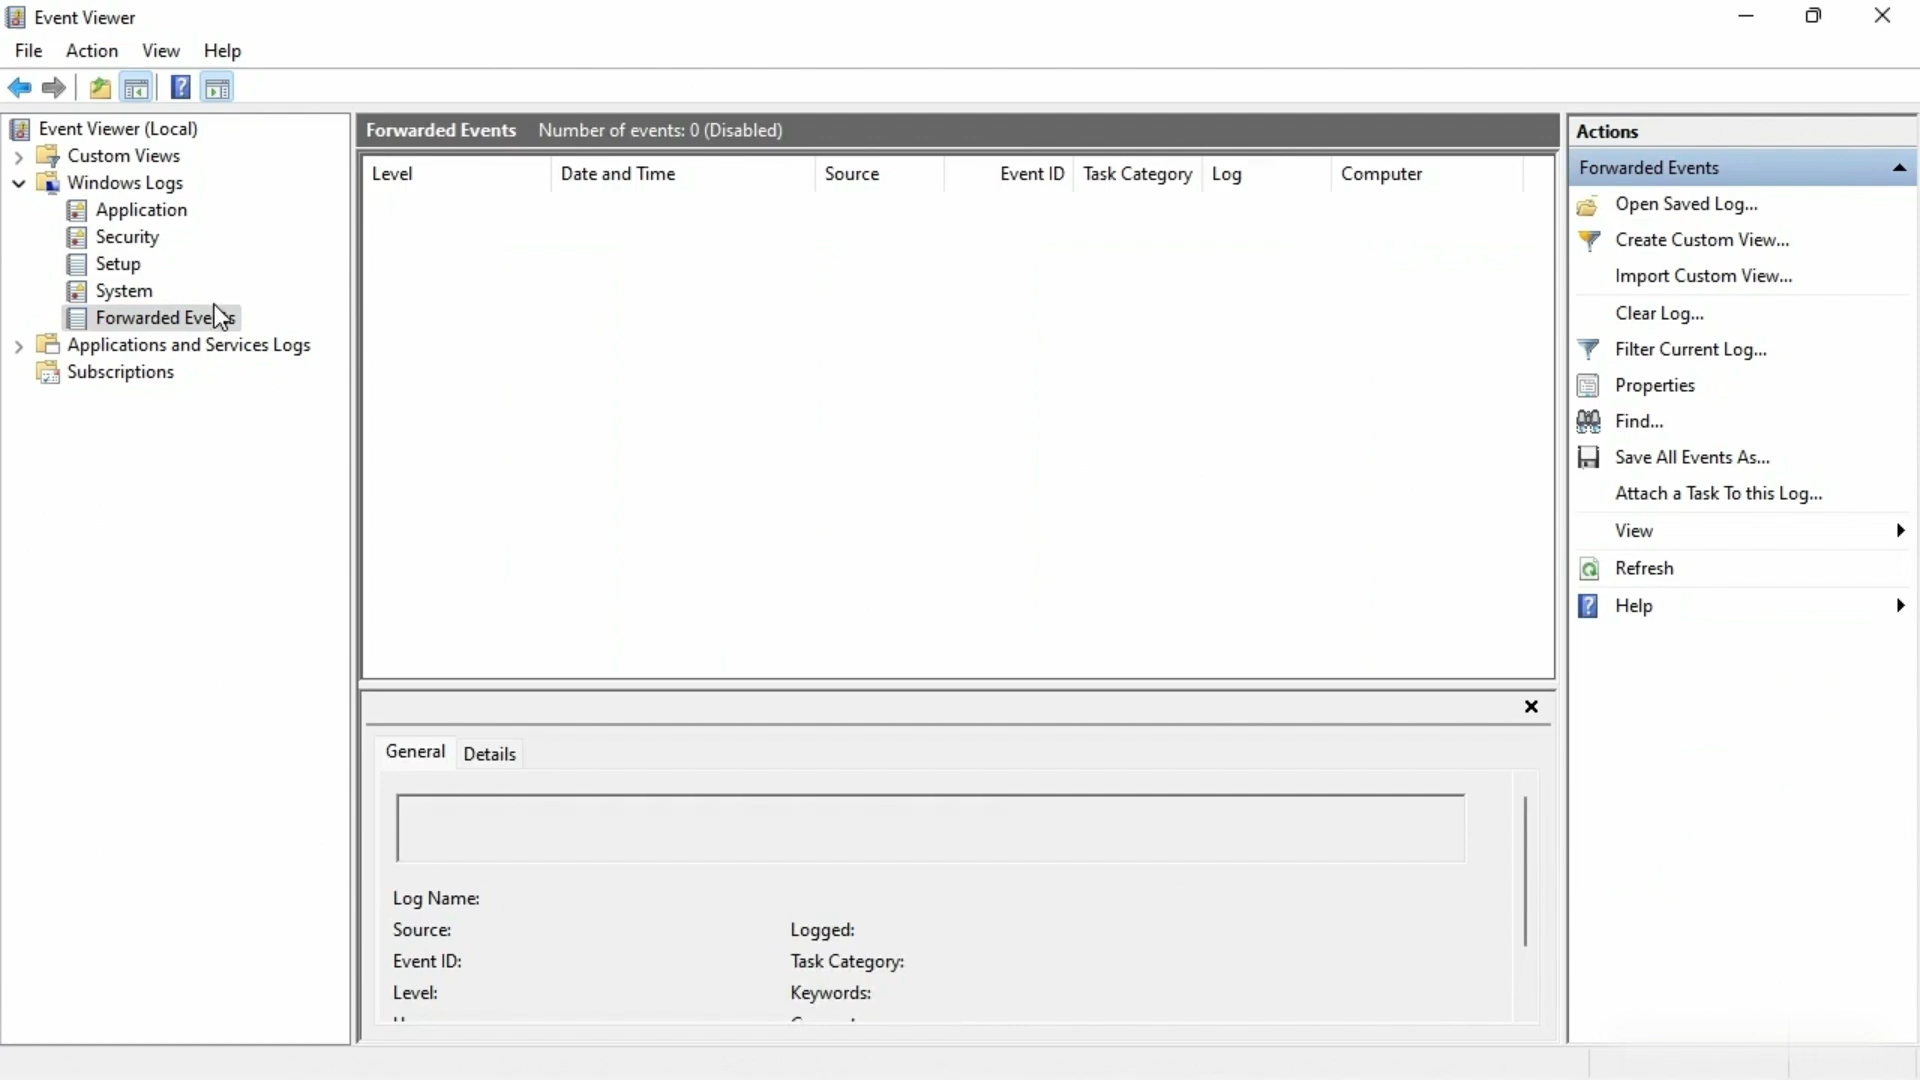 Event Viewer
File Action View Help
Event Viewer (Local)
Custom Views
Windows Logs
Application
Security
Setup
System
Forwarded Events
Applications and Services Logs
Subscriptions
Forwarded Events Number of events: 0 (Disabled)
Level Date and Time Source Event ID Task Category Log Computer
General Details
Log Name:
Source: Logged:
Event ID: Task Category:
Level: Keywords:
Actions
Forwarded Events
Open Saved Log...
Create Custom View...
Import Custom View...
Clear Log...
Filter Current Log...
Properties
Find...
Save All Events As...
Attach a Task To this Log...
View
Refresh
Help